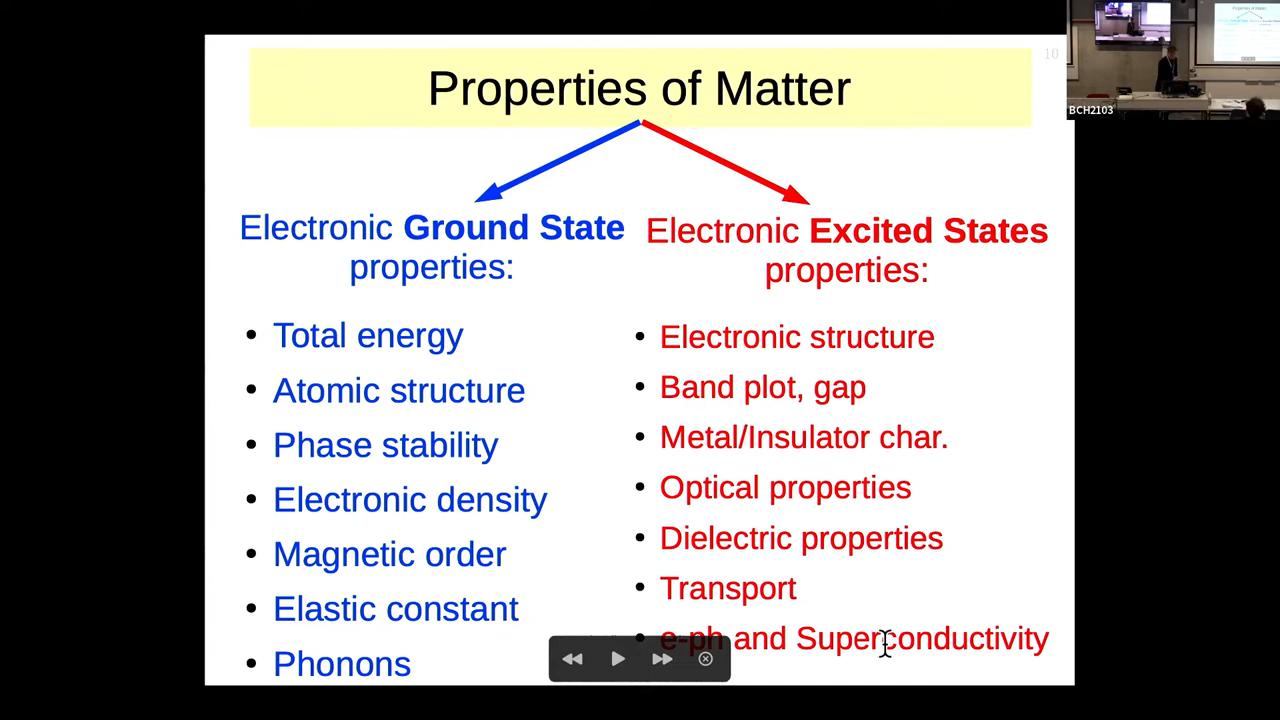 Properties of Matter
10
BCH2103
Electronic Ground State
properties:
• Total energy
• Atomic structure
• Phase stability
• Electronic density
• Magnetic order
• Elastic constant
• Phonons
Electronic Excited States
properties:
• Electronic structure
• Band plot, gap
• Metal/Insulator char.
• Optical properties
• Dielectric properties
• Transport
• e-ph and Superconductivity